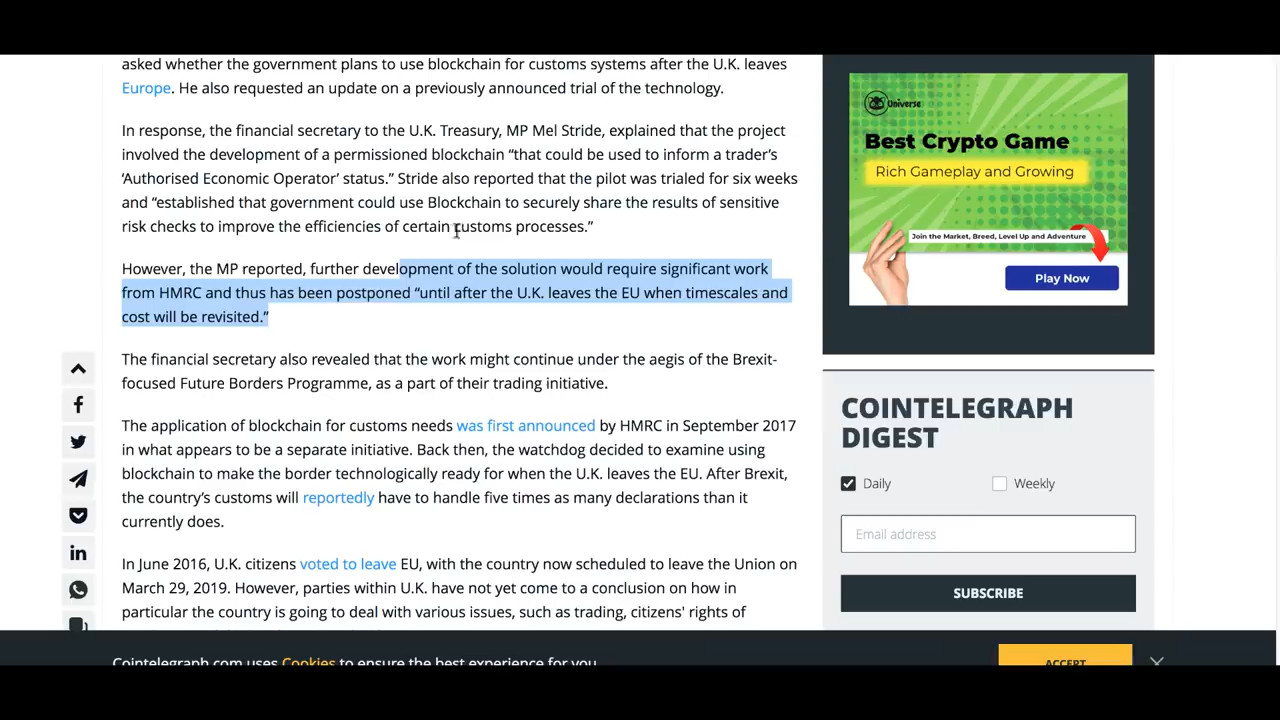 asked whether the government plans to use blockchain for customs systems after the U.K. leaves
Europe. He also requested an update on a previously announced trial of the technology.
In response, the financial secretary to the U.K. Treasury, MP Mel Stride, explained that the project
involved the development of a permissioned blockchain “that could be used to inform a trader’s
‘Authorised Economic Operator’ status.” Stride also reported that the pilot was trialed for six weeks
and “established that government could use Blockchain to securely share the results of sensitive
risk checks to improve the efficiencies of certain customs processes.”
However, the MP reported, further development of the solution would require significant work
from HMRC and thus has been postponed “until after the U.K. leaves the EU when timescales and
cost will be revisited.”
The financial secretary also revealed that the work might continue under the aegis of the Brexit-
focused Future Borders Programme, as a part of their trading initiative.
The application of blockchain for customs needs was first announced by HMRC in September 2017
in what appears to be a separate initiative. Back then, the watchdog decided to examine using
blockchain to make the border technologically ready for when the U.K. leaves the EU. After Brexit,
the country’s customs will reportedly have to handle five times as many declarations than it
currently does.
In June 2016, U.K. citizens voted to leave EU, with the country now scheduled to leave the Union on
March 29, 2019. However, parties within U.K. have not yet come to a conclusion on how in
particular the country is going to deal with various issues, such as trading, citizens' rights of
Universe
Best Crypto Game
Rich Gameplay and Growing
Join the Market, Breed, Level Up and Adventure
Play Now
COINTELEGRAPH
DIGEST
Daily
Weekly
Email address
SUBSCRIBE
Cointelegraph.com uses Cookies to ensure the best experience for you
ACCEPT